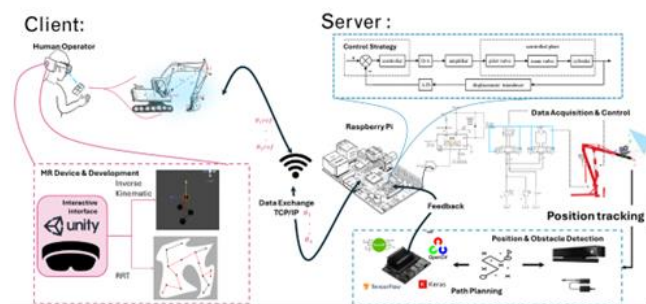 Client:
Server :
Human Operator
Control Strategy
controlled plant
controller
D/A
amplifier
pilot valve
main valve
cylinder
A/D
displacement transducer
Raspberry Pi
Data Acquisition & Control
MR Device & Development
Inverse
Kinematic
Interactive
interface
unity
RRT
Data Exchange
TCP/IP
Feedback
Position tracking
Position & Obstacle Detection
OpenCV
TensorFlow
Keras
Path Planning